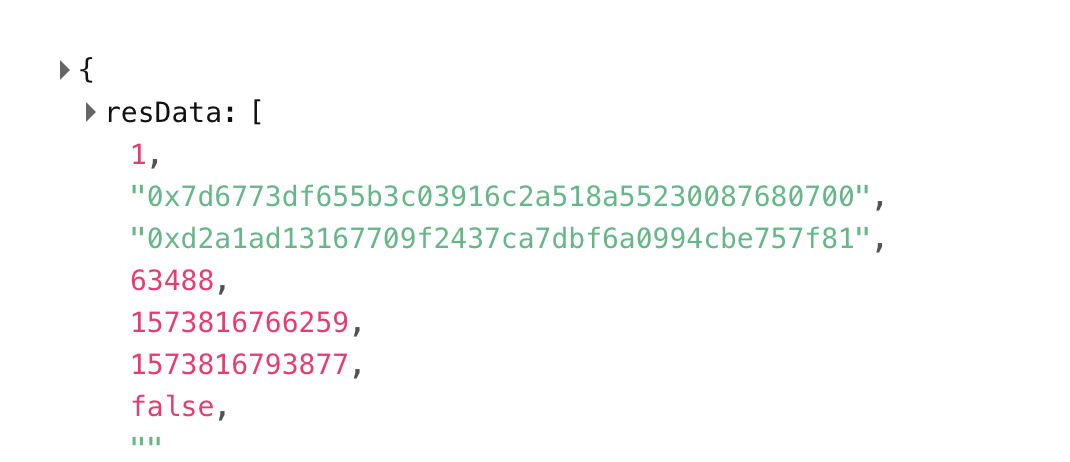 {
resData: [
1,
"0x7d6773df655b3c03916c2a518a55230087680700",
"0xd2a1ad13167709f2437ca7dbf6a0994cbe757f81",
63488,
1573816766259,
1573816793877,
false,
""